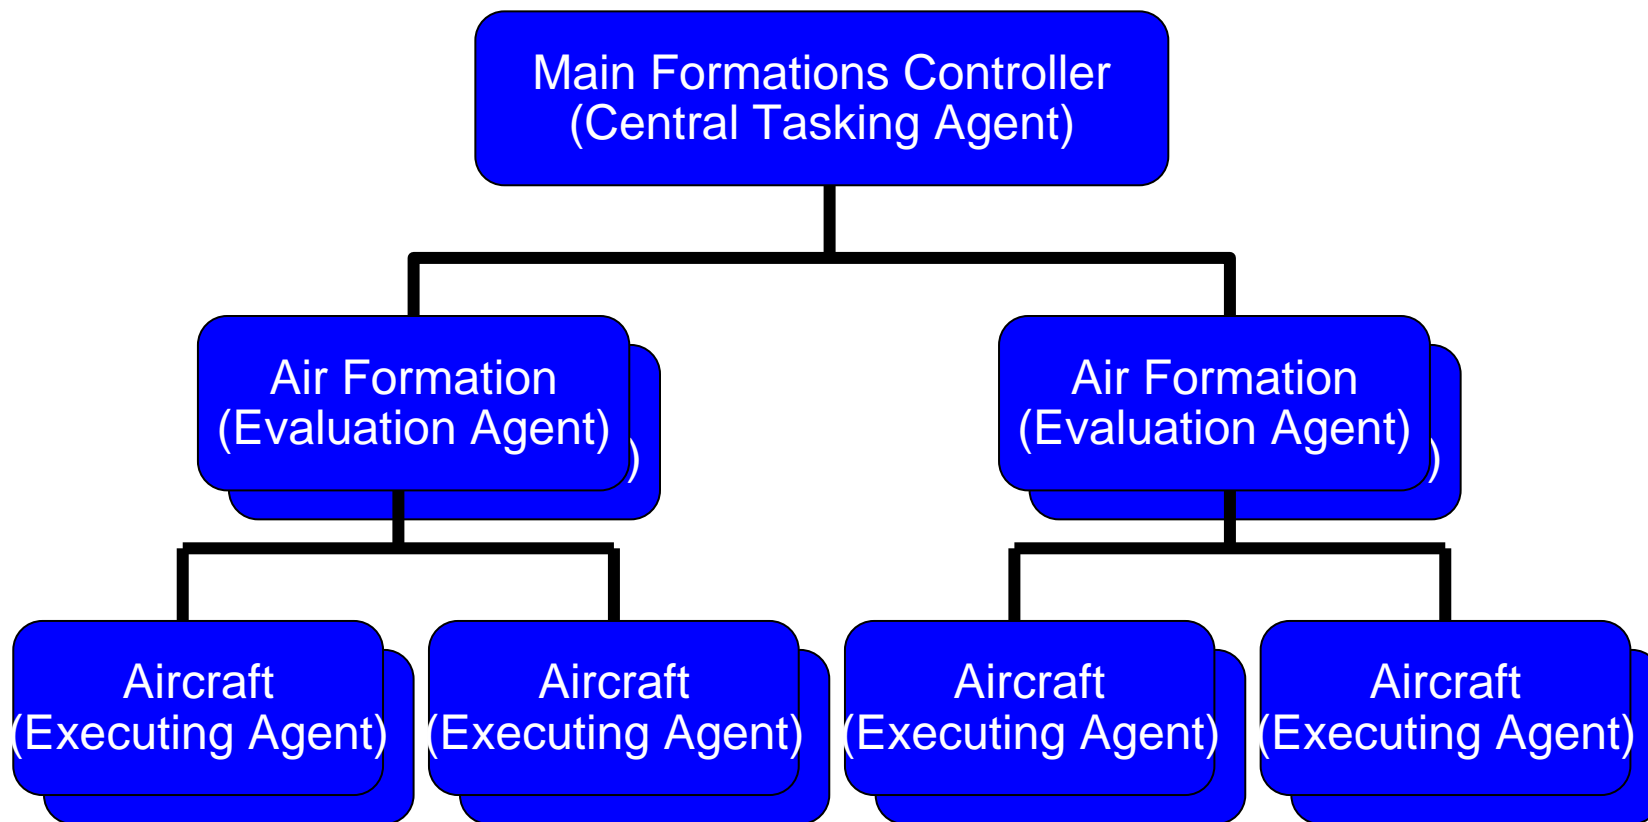 Main Formations Controller
(Central Tasking Agent)
Air Formation
(Evaluation Agent)
)
Air Formation
(Evaluation Agent)
)
Aircraft
(Executing Agent)
Aircraft
(Executing Agent)
Aircraft
(Executing Agent)
Aircraft
(Executing Agent)